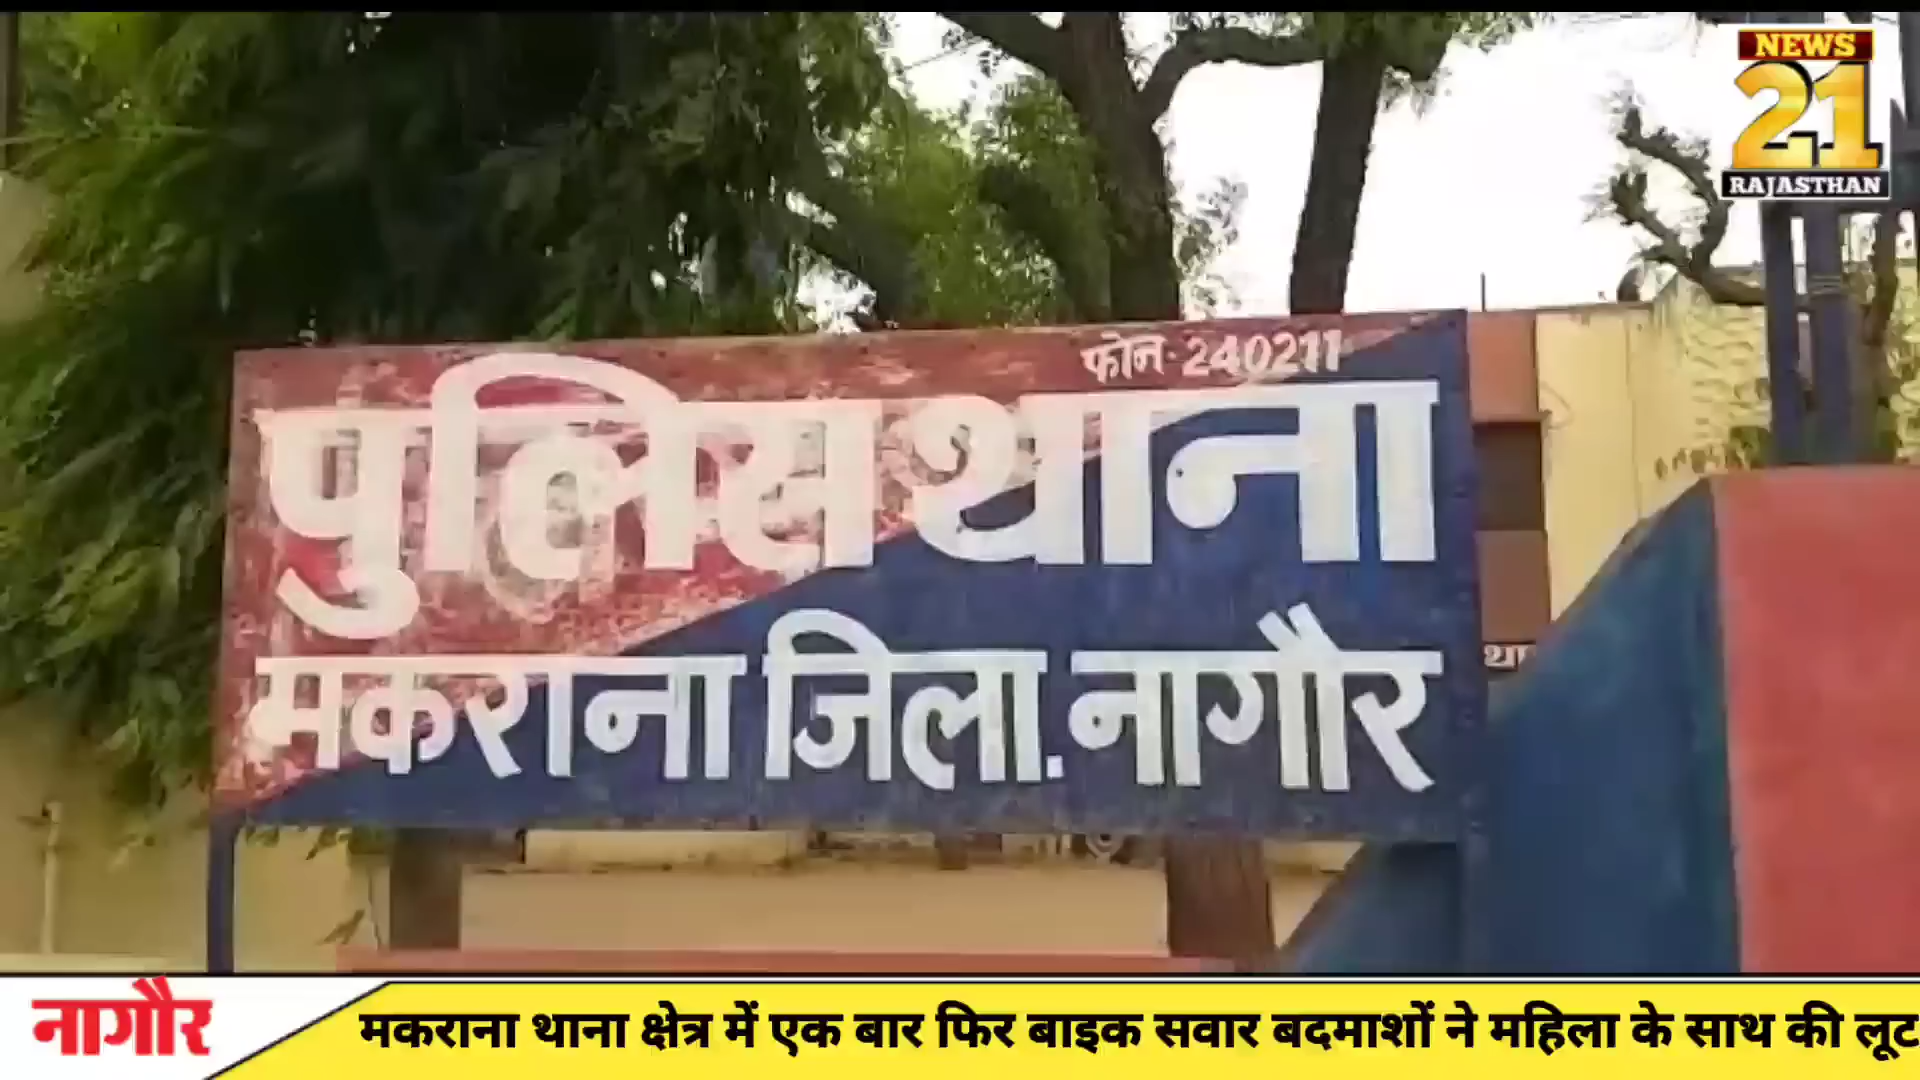 NEWS
21
RAJASTHAN
फोन. 240211
पुलिस थाना
मकराना जिला. नागौर
था
नागौर
मकराना थाना क्षेत्र में एक बार फिर बाइक सवार बदमाशों ने महिला के साथ की लूट